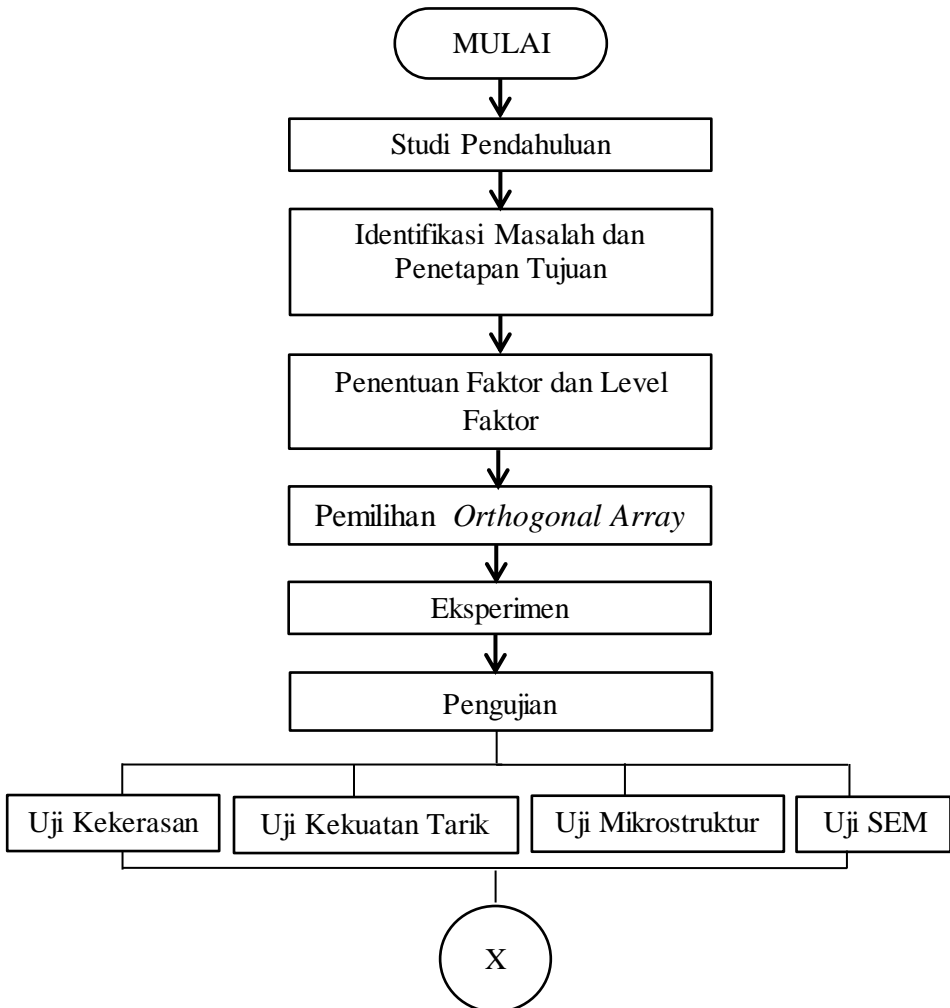 MULAI
Studi Pendahuluan
Identifikasi Masalah dan
Penetapan Tujuan
Penentuan Faktor dan Level
Faktor
Pemilihan Orthogonal Array
Eksperimen
Pengujian
Uji Kekerasan
Uji Kekuatan Tarik
Uji Mikrostruktur
Uji SEM
X